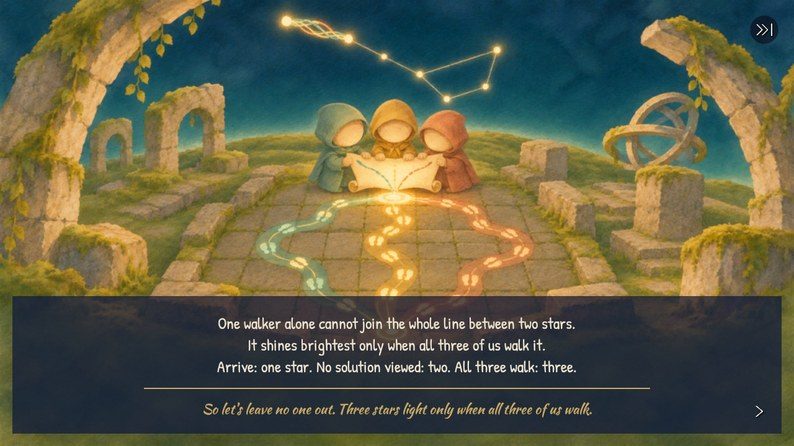 One walker alone cannot join the whole line between two stars.
It shines brightest only when all three of us walk it.
Arrive: one star. No solution viewed: two. All three walk: three.
So let's leave no one out. Three stars light only when all three of us walk.